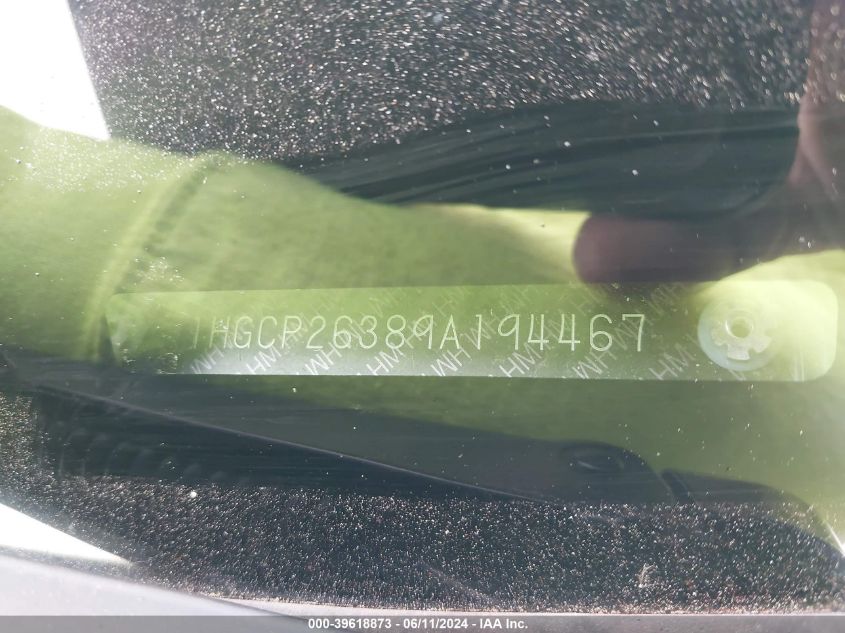 1HGCP26389A194467
000-39618873 - 06/11/2024 - IAA Inc.